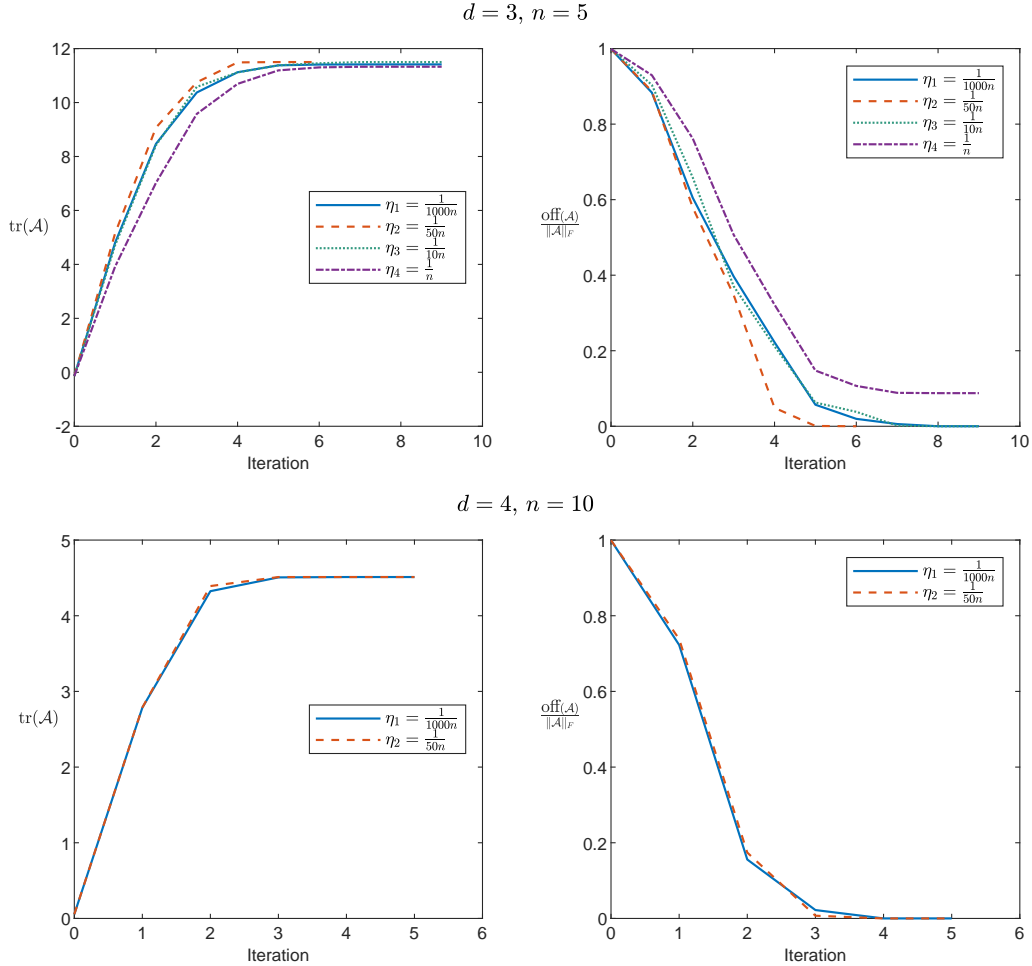 d = 3, n = 5
12
10
8
6
4
2
0
-2
tr(𝒜)
η₁ = 1/1000n
η₂ = 1/50n
η₃ = 1/10n
η₄ = 1/n
0 2 4 6 8 10
Iteration
1
0.8
0.6
0.4
0.2
0
off(𝒜)/‖𝒜‖F
η₁ = 1/1000n
η₂ = 1/50n
η₃ = 1/10n
η₄ = 1/n
0 2 4 6 8 10
Iteration
d = 4, n = 10
5
4
3
2
1
0
tr(𝒜)
η₁ = 1/1000n
η₂ = 1/50n
0 1 2 3 4 5 6
Iteration
1
0.8
0.6
0.4
0.2
0
off(𝒜)/‖𝒜‖F
η₁ = 1/1000n
η₂ = 1/50n
0 1 2 3 4 5 6
Iteration